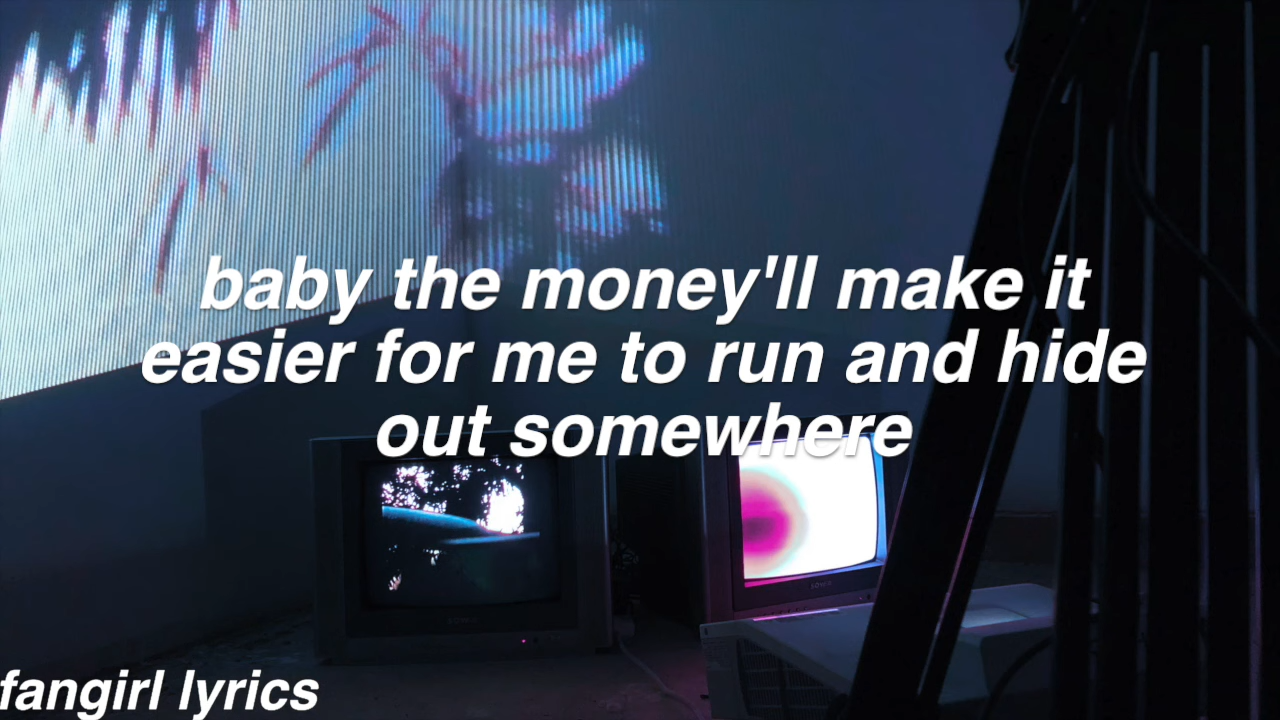 baby the money'll make it
easier for me to run and hide
out somewhere
fangirl lyrics